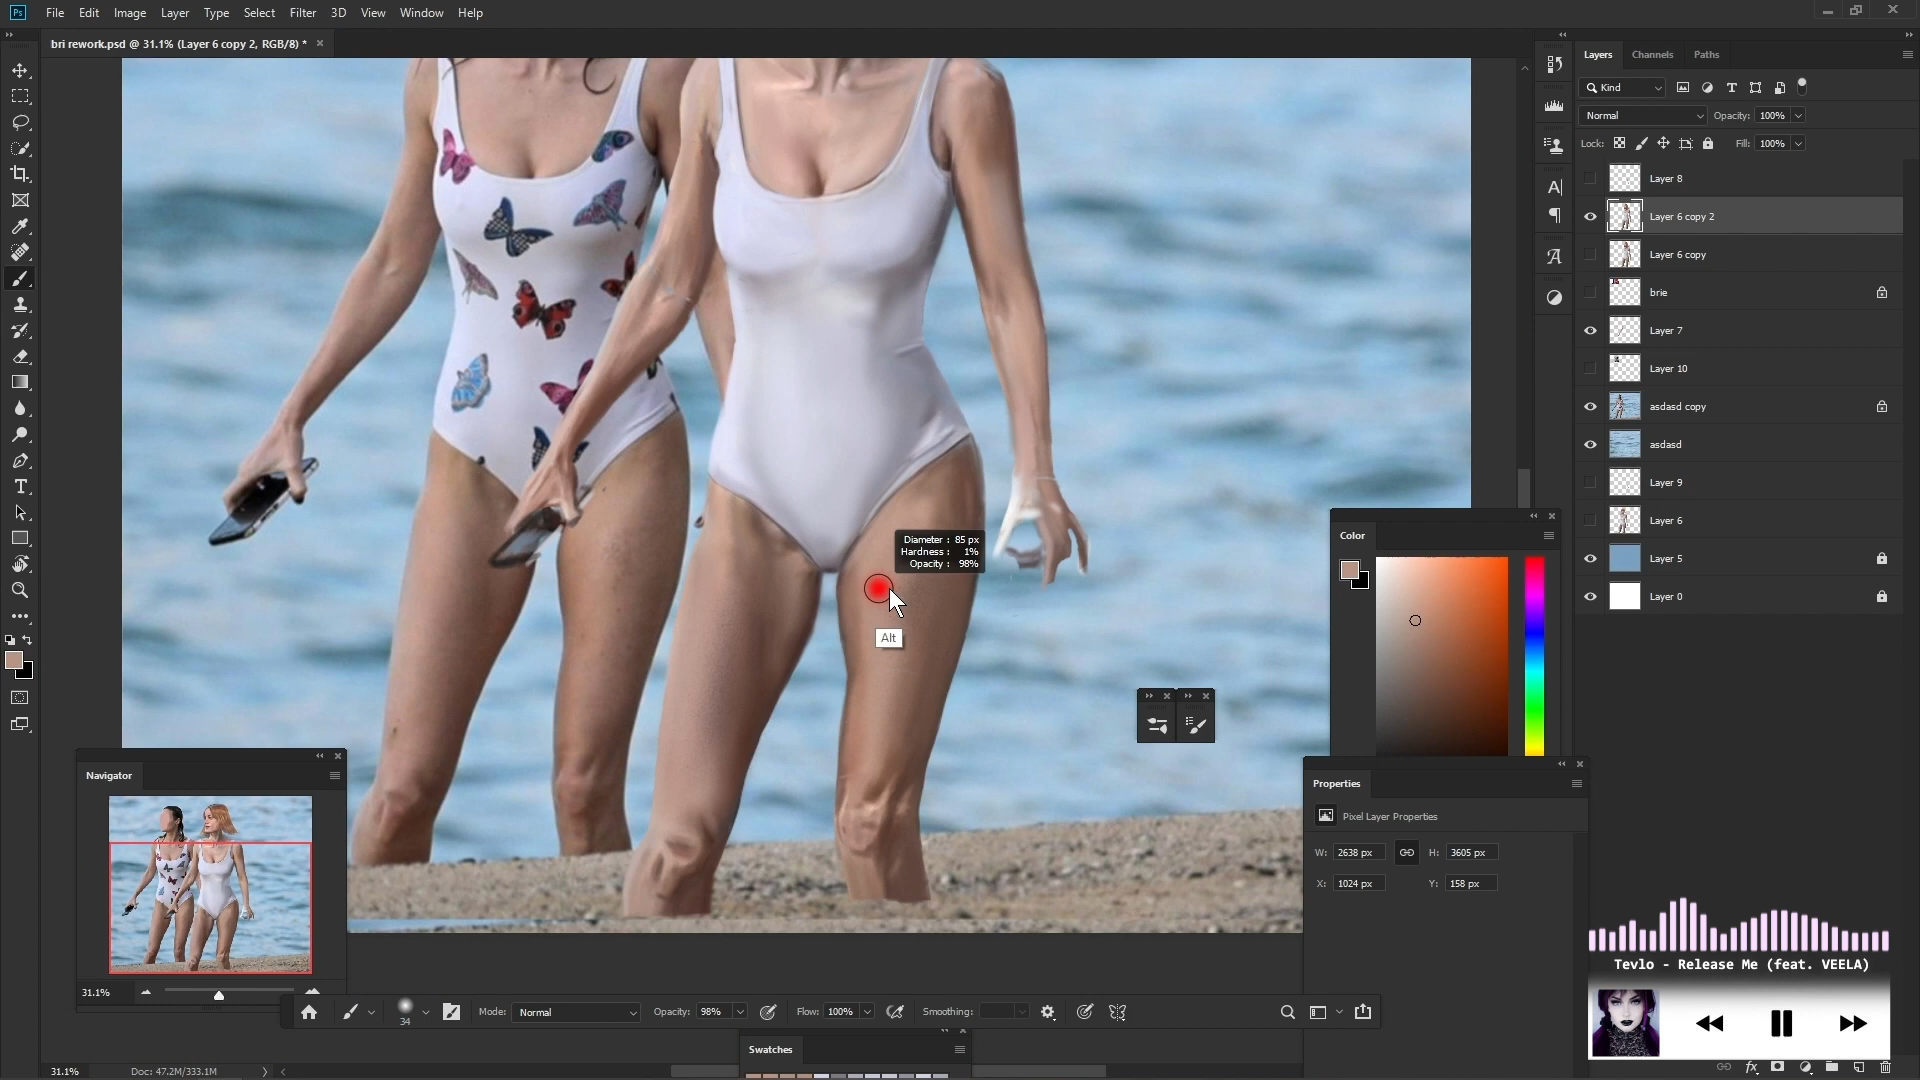 Ps File Edit Image Layer Type Select Filter 3D View Window Help
bri rework.psd @ 31.1% (Layer 6 copy 2, RGB/8) *
Layers Channels Paths
Kind
Normal Opacity: 100%
Lock: Fill: 100%
Layer 8
Layer 6 copy 2
Layer 6 copy
brie
Layer 7
Layer 10
asdasd copy
asdasd
Layer 9
Layer 6
Layer 5
Layer 0
Diameter : 85 px
Hardness : 1%
Opacity : 98%
Alt
Color
Navigator
31.1%
Properties
Pixel Layer Properties
W: 2638 px H: 3605 px
X: 1024 px Y: 158 px
Tevlo - Release Me (feat. VEELA)
34 Mode: Normal Opacity: 98% Flow: 100% Smoothing:
Swatches
31.1% Doc: 47.2M/333.1M
fx